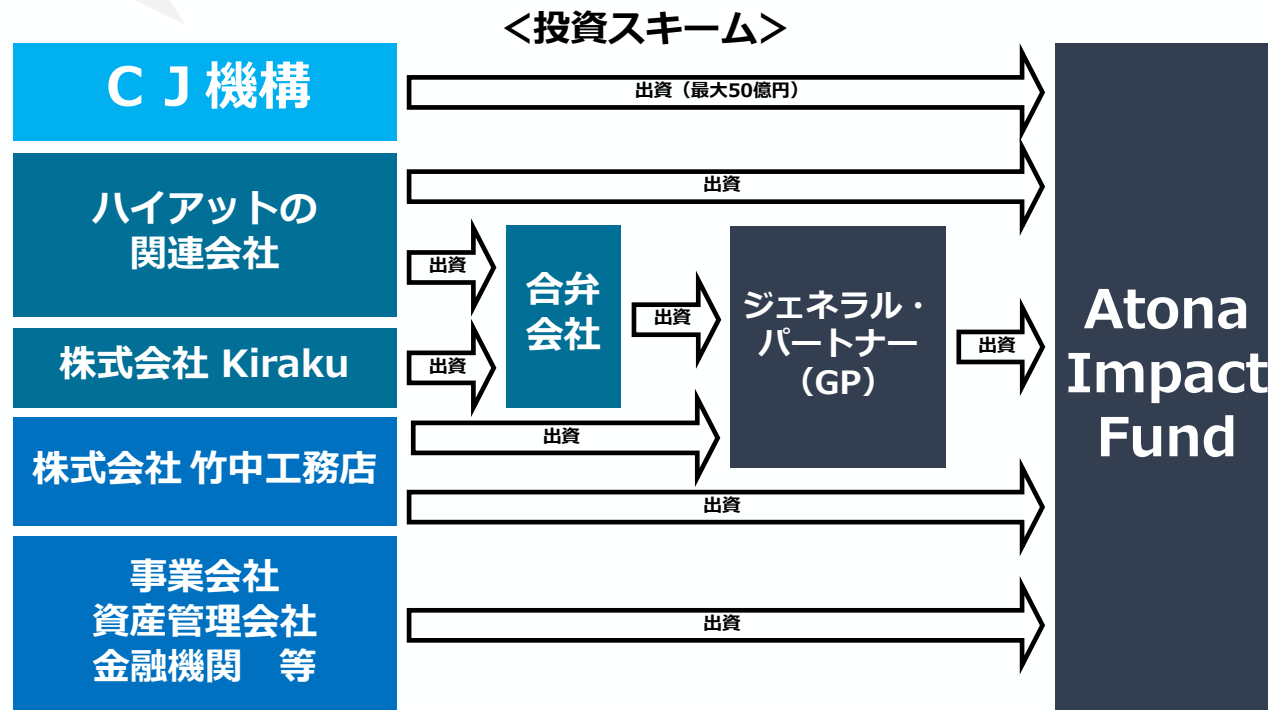 ＜投資スキーム＞
ＣＪ機構
出資（最大50億円）
ハイアットの
関連会社
出資
出資
合弁
会社
出資
ジェネラル・
パートナー
（GP）
出資
株式会社 Kiraku
出資
株式会社 竹中工務店
出資
出資
事業会社
資産管理会社
金融機関　等
出資
Atona
Impact
Fund